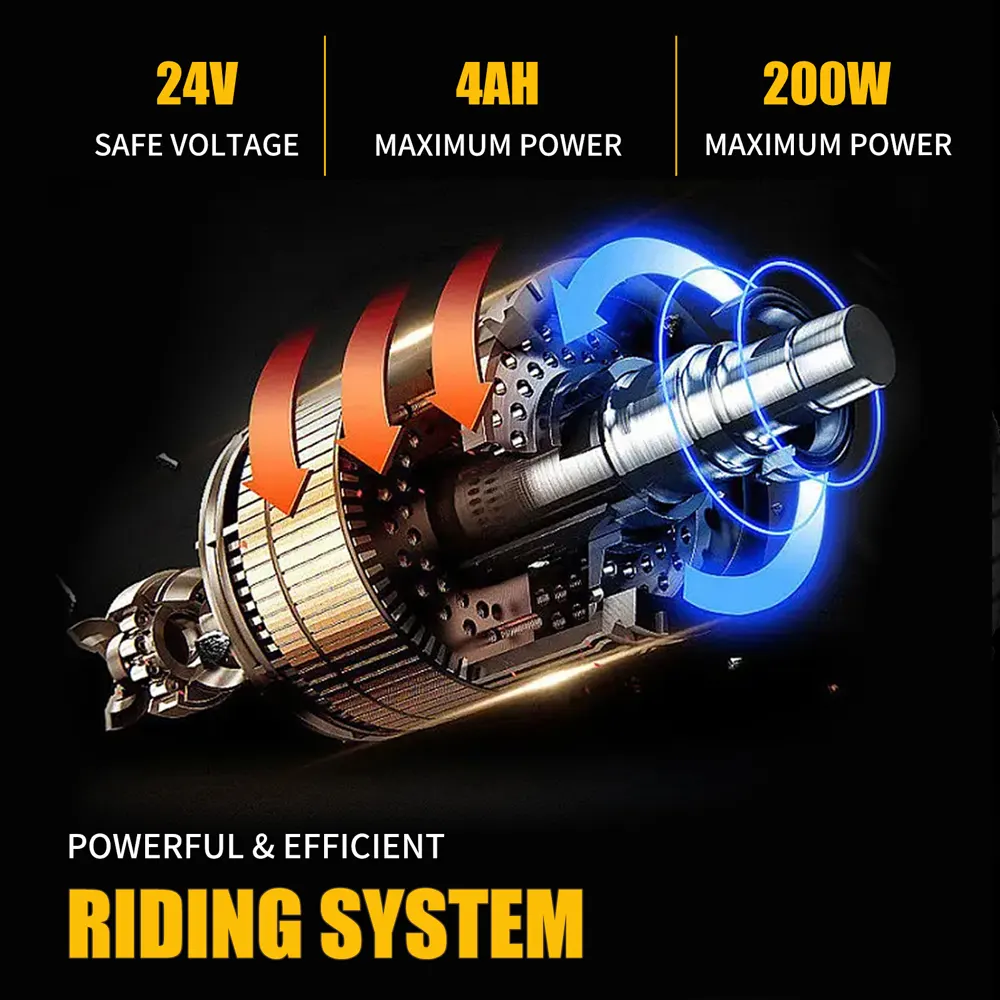 24V
SAFE VOLTAGE
4AH
MAXIMUM POWER
200W
MAXIMUM POWER
POWERFUL & EFFICIENT
RIDING SYSTEM